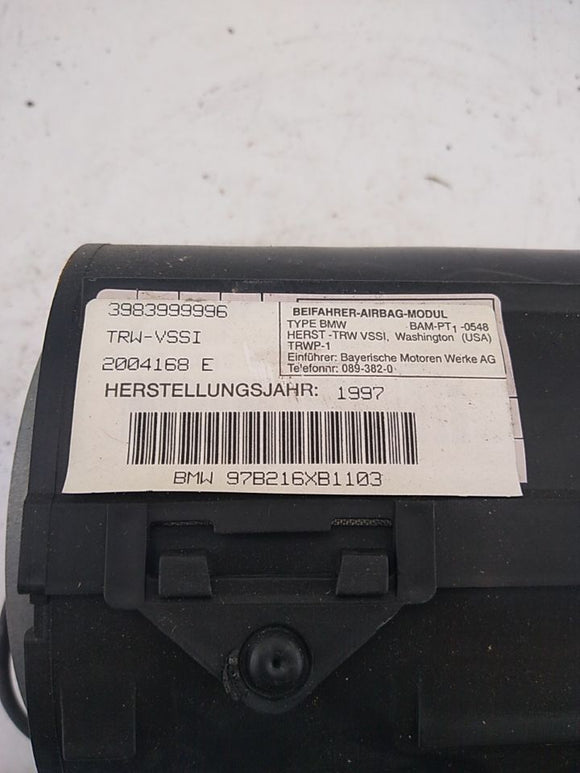 3983999996
TRW-VSSI
2004168 E
BEIFAHRER-AIRBAG-MODUL
TYPE BMW BAM-PT1-0548
HERST-TRW VSSI, Washington (USA)
TRWP-1
Einführer: Bayerische Motoren Werke AG
Telefonnr: 089-382-0
HERSTELLUNGSJAHR: 1997
BMW 97B216XB1103